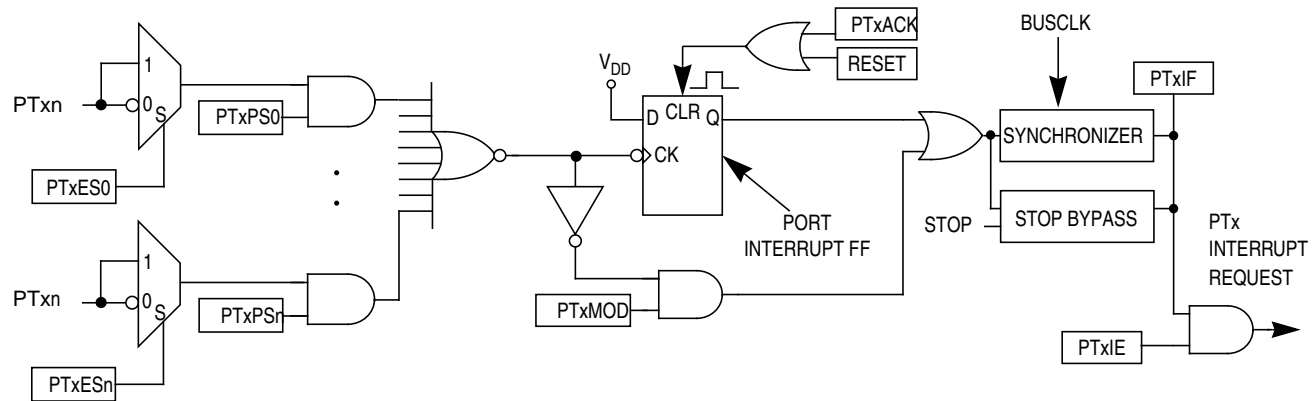 PTxn
1
0
S
PTxES0
PTxPS0
PTxn
1
0
S
PTxESn
PTxPSn
VDD
D
CLR
Q
CK
PTxACK
RESET
PORT
INTERRUPT FF
PTxMOD
BUSCLK
SYNCHRONIZER
STOP
STOP BYPASS
PTxIF
PTx
INTERRUPT
REQUEST
PTxIE